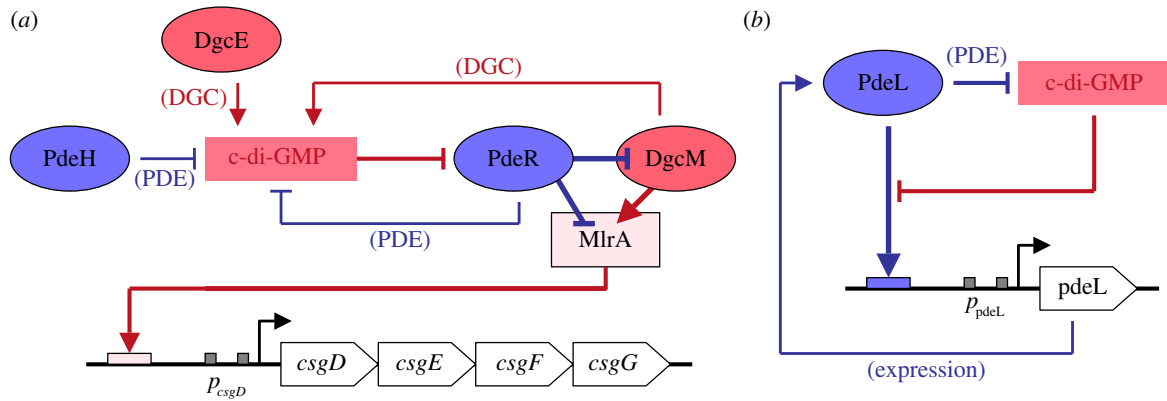 (a)
DgcE
(DGC)
(DGC)
PdeH
(PDE)
c-di-GMP
PdeR
DgcM
(PDE)
MlrA
csgD
csgE
csgF
csgG
p_csgD
(b)
PdeL
(PDE)
c-di-GMP
p_pdeL
pdeL
(expression)